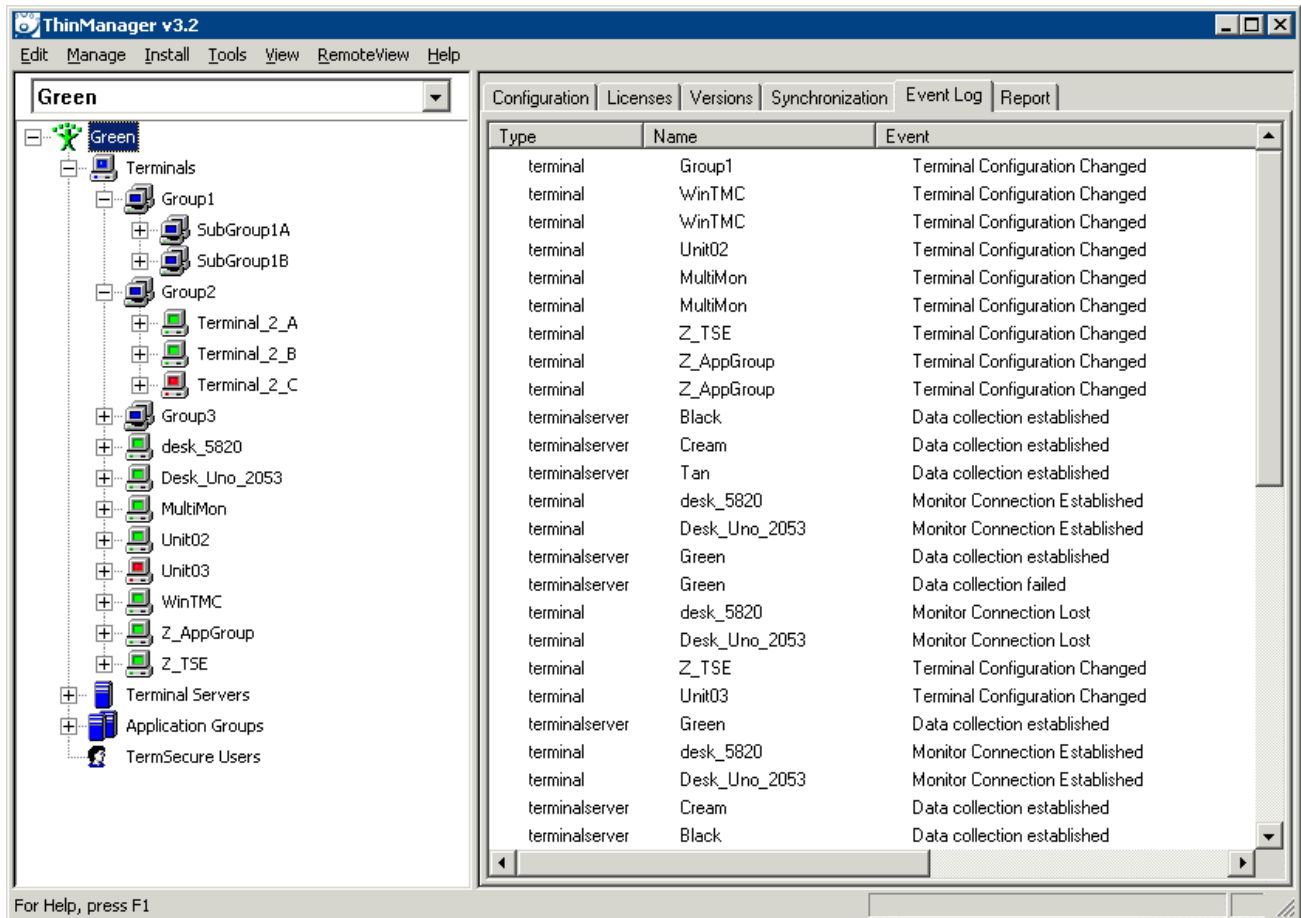 ThinManager v3.2
Edit Manage Install Tools View RemoteView Help
Green
Green
Terminals
Group1
SubGroup1A
SubGroup1B
Group2
Terminal_2_A
Terminal_2_B
Terminal_2_C
Group3
desk_5820
Desk_Uno_2053
MultiMon
Unit02
Unit03
WinTMC
Z_AppGroup
Z_TSE
Terminal Servers
Application Groups
TermSecure Users
Configuration Licenses Versions Synchronization Event Log Report
Type Name Event
terminal Group1 Terminal Configuration Changed
terminal WinTMC Terminal Configuration Changed
terminal WinTMC Terminal Configuration Changed
terminal Unit02 Terminal Configuration Changed
terminal MultiMon Terminal Configuration Changed
terminal MultiMon Terminal Configuration Changed
terminal Z_TSE Terminal Configuration Changed
terminal Z_AppGroup Terminal Configuration Changed
terminal Z_AppGroup Terminal Configuration Changed
terminalserver Black Data collection established
terminalserver Cream Data collection established
terminalserver Tan Data collection established
terminal desk_5820 Monitor Connection Established
terminal Desk_Uno_2053 Monitor Connection Established
terminalserver Green Data collection established
terminalserver Green Data collection failed
terminal desk_5820 Monitor Connection Lost
terminal Desk_Uno_2053 Monitor Connection Lost
terminal Z_TSE Terminal Configuration Changed
terminal Unit03 Terminal Configuration Changed
terminalserver Green Data collection established
terminal desk_5820 Monitor Connection Established
terminal Desk_Uno_2053 Monitor Connection Established
terminalserver Cream Data collection established
terminalserver Black Data collection established
For Help, press F1